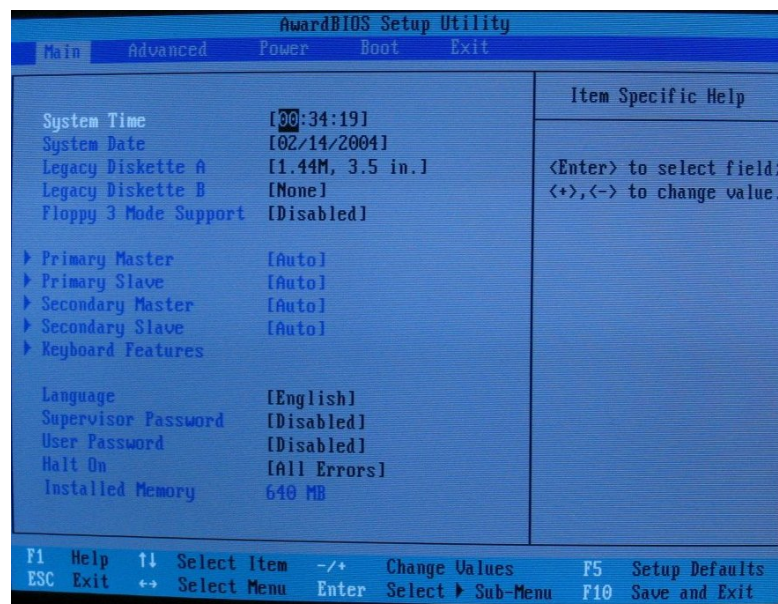 AwardBIOS Setup Utility
Main Advanced Power Boot Exit
Item Specific Help
System Time [00:34:19]
System Date [02/14/2004]
Legacy Diskette A [1.44M, 3.5 in.]
Legacy Diskette B [None]
Floppy 3 Mode Support [Disabled]
<Enter> to select field;
<+>,<-> to change value.
Primary Master [Auto]
Primary Slave [Auto]
Secondary Master [Auto]
Secondary Slave [Auto]
Keyboard Features
Language [English]
Supervisor Password [Disabled]
User Password [Disabled]
Halt On [All Errors]
Installed Memory 640 MB
F1 Help ↑↓ Select Item -/+ Change Values F5 Setup Defaults
ESC Exit ↔ Select Menu Enter Select ▶ Sub-Menu F10 Save and Exit